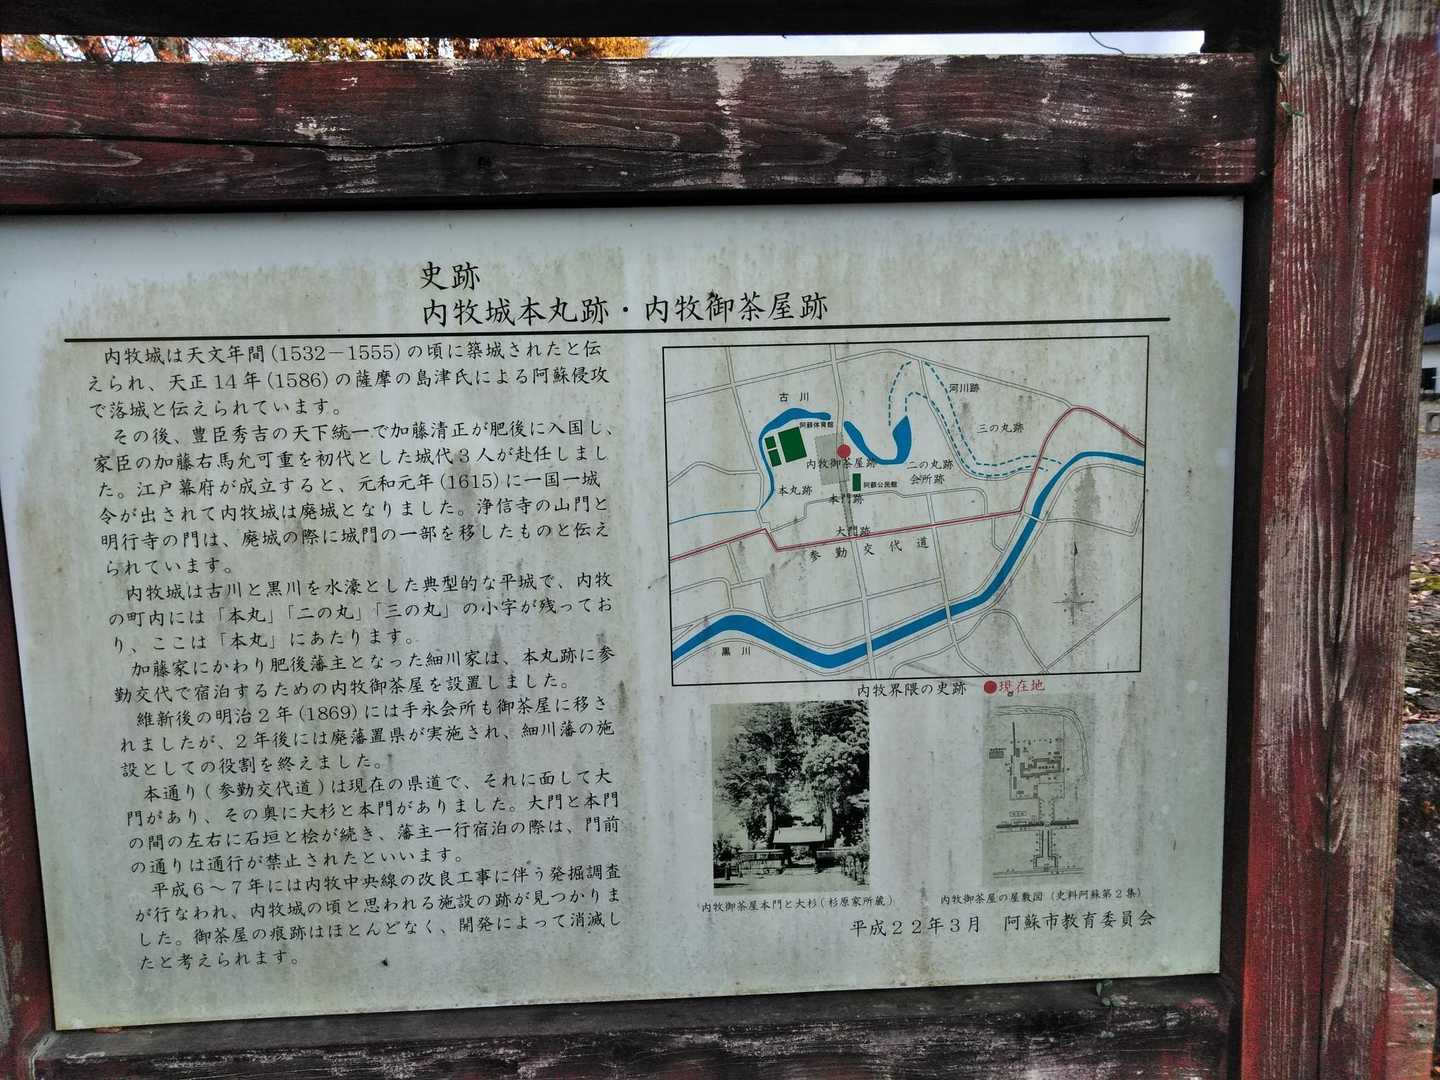 史跡
内牧城本丸跡・内牧御茶屋跡
内牧城は天文年間(1532－1555)の頃に築城されたと伝
えられ、天正14年(1586)の薩摩の島津氏による阿蘇侵攻
で落城と伝えられています。
その後、豊臣秀吉の天下統一で加藤清正が肥後に入国し、
家臣の加藤右馬允可重を初代とした城代3人が赴任しまし
た。江戸幕府が成立すると、元和元年(1615)に一国一城
令が出されて内牧城は廃城となりました。浄信寺の山門と
明行寺の門は、廃城の際に城門の一部を移したものと伝え
られています。
内牧城は古川と黒川を水濠とした典型的な平城で、内牧
の町内には「本丸」「二の丸」「三の丸」の小字が残ってお
り、ここは「本丸」にあたります。
加藤家にかわり肥後藩主となった細川家は、本丸跡に参
勤交代で宿泊するための内牧御茶屋を設置しました。
維新後の明治2年(1869)には手永会所も御茶屋に移さ
れましたが、2年後には廃藩置県が実施され、細川藩の施
設としての役割を終えました。
本通り(参勤交代道)は現在の県道で、それに面して大
門があり、その奥に大杉と本門がありました。大門と本門
の間の左右に石垣と桧が続き、藩主一行宿泊の際は、門前
の通りは通行が禁止されたといいます。
平成6～7年には内牧中央線の改良工事に伴う発掘調査
が行なわれ、内牧城の頃と思われる施設の跡が見つかりま
した。御茶屋の痕跡はほとんどなく、開発によって消滅し
たと考えられます。
河川跡
古川
阿蘇体育館
三の丸跡
内牧御茶屋跡
二の丸跡
会所跡
阿蘇公民館
本丸跡
本門跡
大門跡
参勤交代道
黒川
内牧界隈の史跡 ●現在地
内牧御茶屋本門と大杉(杉原家所蔵)
内牧御茶屋の屋敷図(史料阿蘇第2集)
平成22年3月 阿蘇市教育委員会